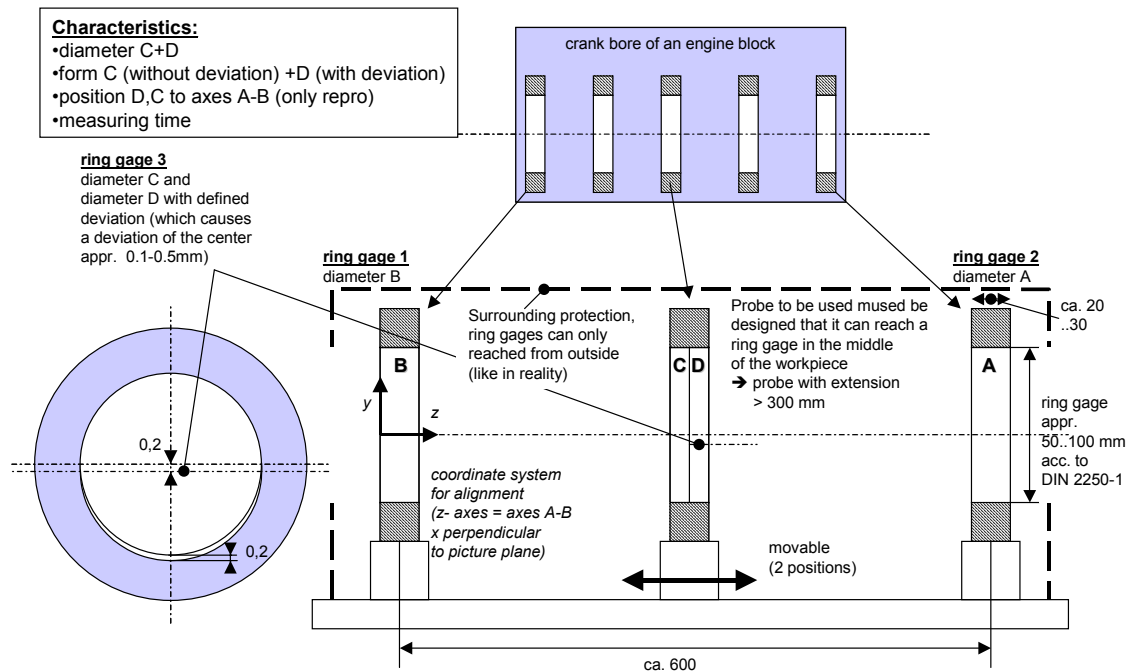 Characteristics:
•diameter C+D
•form C (without deviation) +D (with deviation)
•position D,C to axes A-B (only repro)
•measuring time
crank bore of an engine block
ring gage 3
diameter C and
diameter D with defined
deviation (which causes
a deviation of the center
appr. 0.1-0.5mm)
ring gage 1
diameter B
ring gage 2
diameter A
ca. 20
..30
Surrounding protection,
ring gages can only
reached from outside
(like in reality)
Probe to be used mused be
designed that it can reach a
ring gage in the middle
of the workpiece
➔ probe with extension
> 300 mm
B
C D
A
y
z
ring gage
appr.
50..100 mm
acc. to
DIN 2250-1
0,2
0,2
coordinate system
for alignment
(z- axes = axes A-B
x perpendicular
to picture plane)
movable
(2 positions)
ca. 600